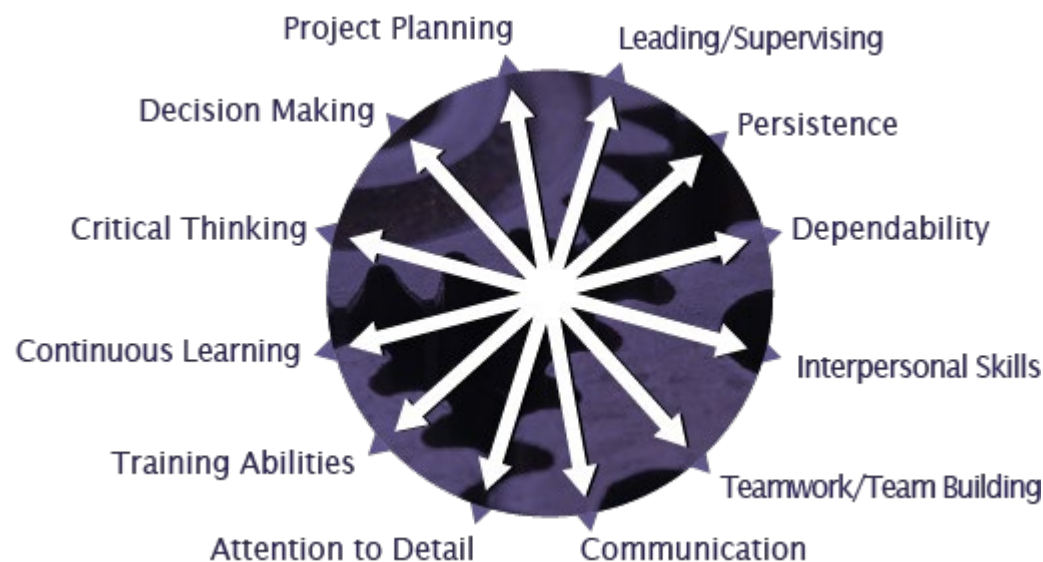 Project Planning
Leading/Supervising
Decision Making
Persistence
Critical Thinking
Dependability
Continuous Learning
Interpersonal Skills
Training Abilities
Teamwork/Team Building
Attention to Detail
Communication